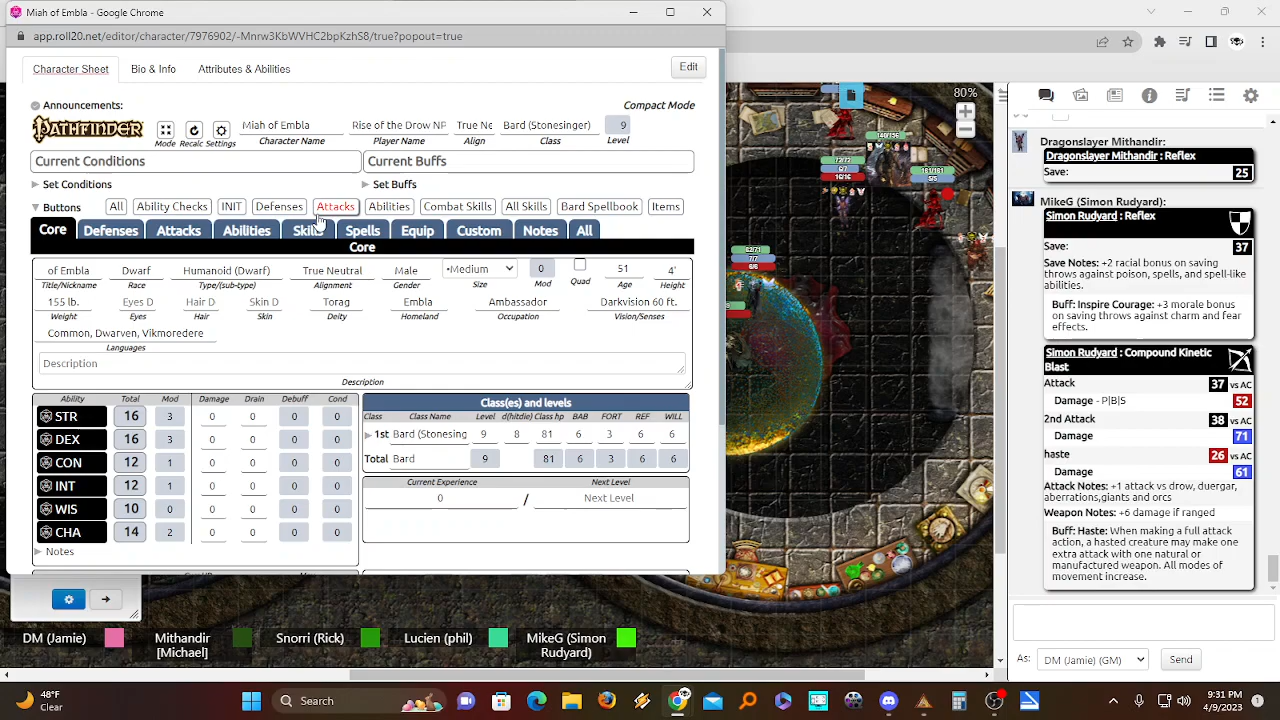 Miah of Embla - Google Chrome
app.roll20.net/editor/character/7976902/-Mnrw3KbWVHC2bpKzhS8/true?popout=true
Character Sheet Bio & Info Attributes & Abilities Edit
Announcements: Compact Mode
PATHFINDER Miah of Embla Rise of the Drow NP True Ne Bard (Stonesinger) 9
Mode Recalc Settings Character Name Player Name Align Class Level
Current Conditions Current Buffs
Set Conditions Set Buffs
Buttons All Ability Checks INIT Defenses Attacks Abilities Combat Skills All Skills Bard Spellbook Items
Core Defenses Attacks Abilities Skills Spells Equip Custom Notes All
Core
of Embla Dwarf Humanoid (Dwarf) True Neutral Male •Medium 0 51 4'
Title/Nickname Race Type/(sub-type) Alignment Gender Size Mod Quad Age Height
155 lb. Eyes D Hair D Skin D Torag Embla Ambassador Darkvision 60 ft.
Weight Eyes Hair Skin Deity Homeland Occupation Vision/Senses
Common, Dwarven, Vikmoredere
Languages
Description
Description
Ability Total Mod Damage Drain Debuff Cond
STR 16 3 0 0 0 0
DEX 16 3 0 0 0 0
CON 12 1 0 0 0 0
INT 12 1 0 0 0 0
WIS 10 0 0 0 0 0
CHA 14 2 0 0 0 0
Notes
Class(es) and levels
Class Class Name Level d(hitdie) Class hp BAB FORT REF WILL
1st Bard (Stonesing 9 8 81 6 3 6 6
Total Bard 9 81 6 3 6 6
Current Experience Next Level
0 / Next Level
80%
140/156
73/73
6/7
16/16
181/181
5/5
7/7
6/6
DM (Jamie) Mithandir [Michael] Snorri (Rick) Lucien (phil) MikeG (Simon Rudyard)
Dragonslayer Mithandir : Reflex
Save: 25
MikeG (Simon Rudyard):
Simon Rudyard : Reflex
Save: 37
Save Notes: +2 racial bonus on saving
throws against poison, spells, and spell-like
abilities.
Buff: Inspire Courage: +3 morale bonus
on saving throws against charm and fear
effects.
Simon Rudyard : Compound Kinetic
Blast
Attack 37 vs AC
Damage - P|B|S 52
2nd Attack 38 vs AC
Damage 71
haste 26 vs AC
Damage 61
Attack Notes: +1 attack vs drow, duergar,
aberrations,giants and orcs
Weapon Notes: +6 damage if ranged
Buff: Haste: When making a full attack
action, a hasted creature may make one
extra attack with one natural or
manufactured weapon. All modes of
movement increase.
As: DM (Jamie) (GM) Send
48°F
Clear
Search
9:31 PM
4/9/2023
1